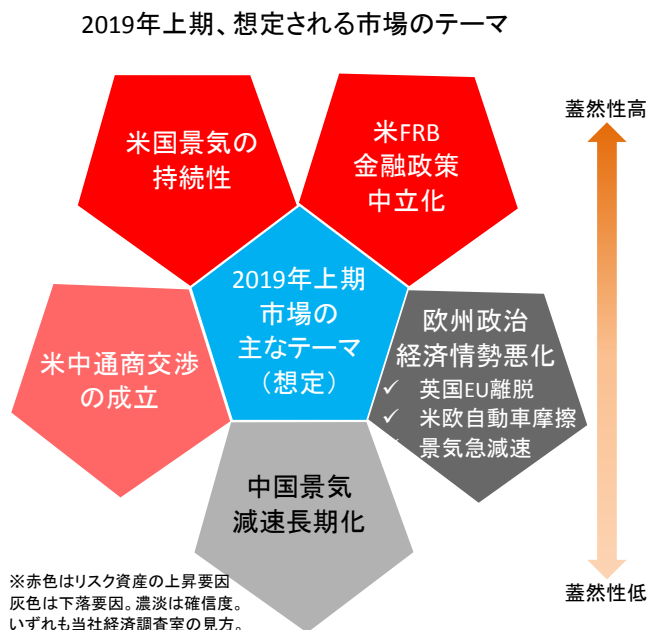 2019年上期、想定される市場のテーマ
米国景気の
持続性
米FRB
金融政策
中立化
蓋然性高
2019年上期
市場の
主なテーマ
（想定）
米中通商交渉
の成立
欧州政治
経済情勢悪化
✓ 英国EU離脱
✓ 米欧自動車摩擦
✓ 景気急減速
中国景気
減速長期化
※赤色はリスク資産の上昇要因
灰色は下落要因。濃淡は確信度。
いずれも当社経済調査室の見方。
蓋然性低